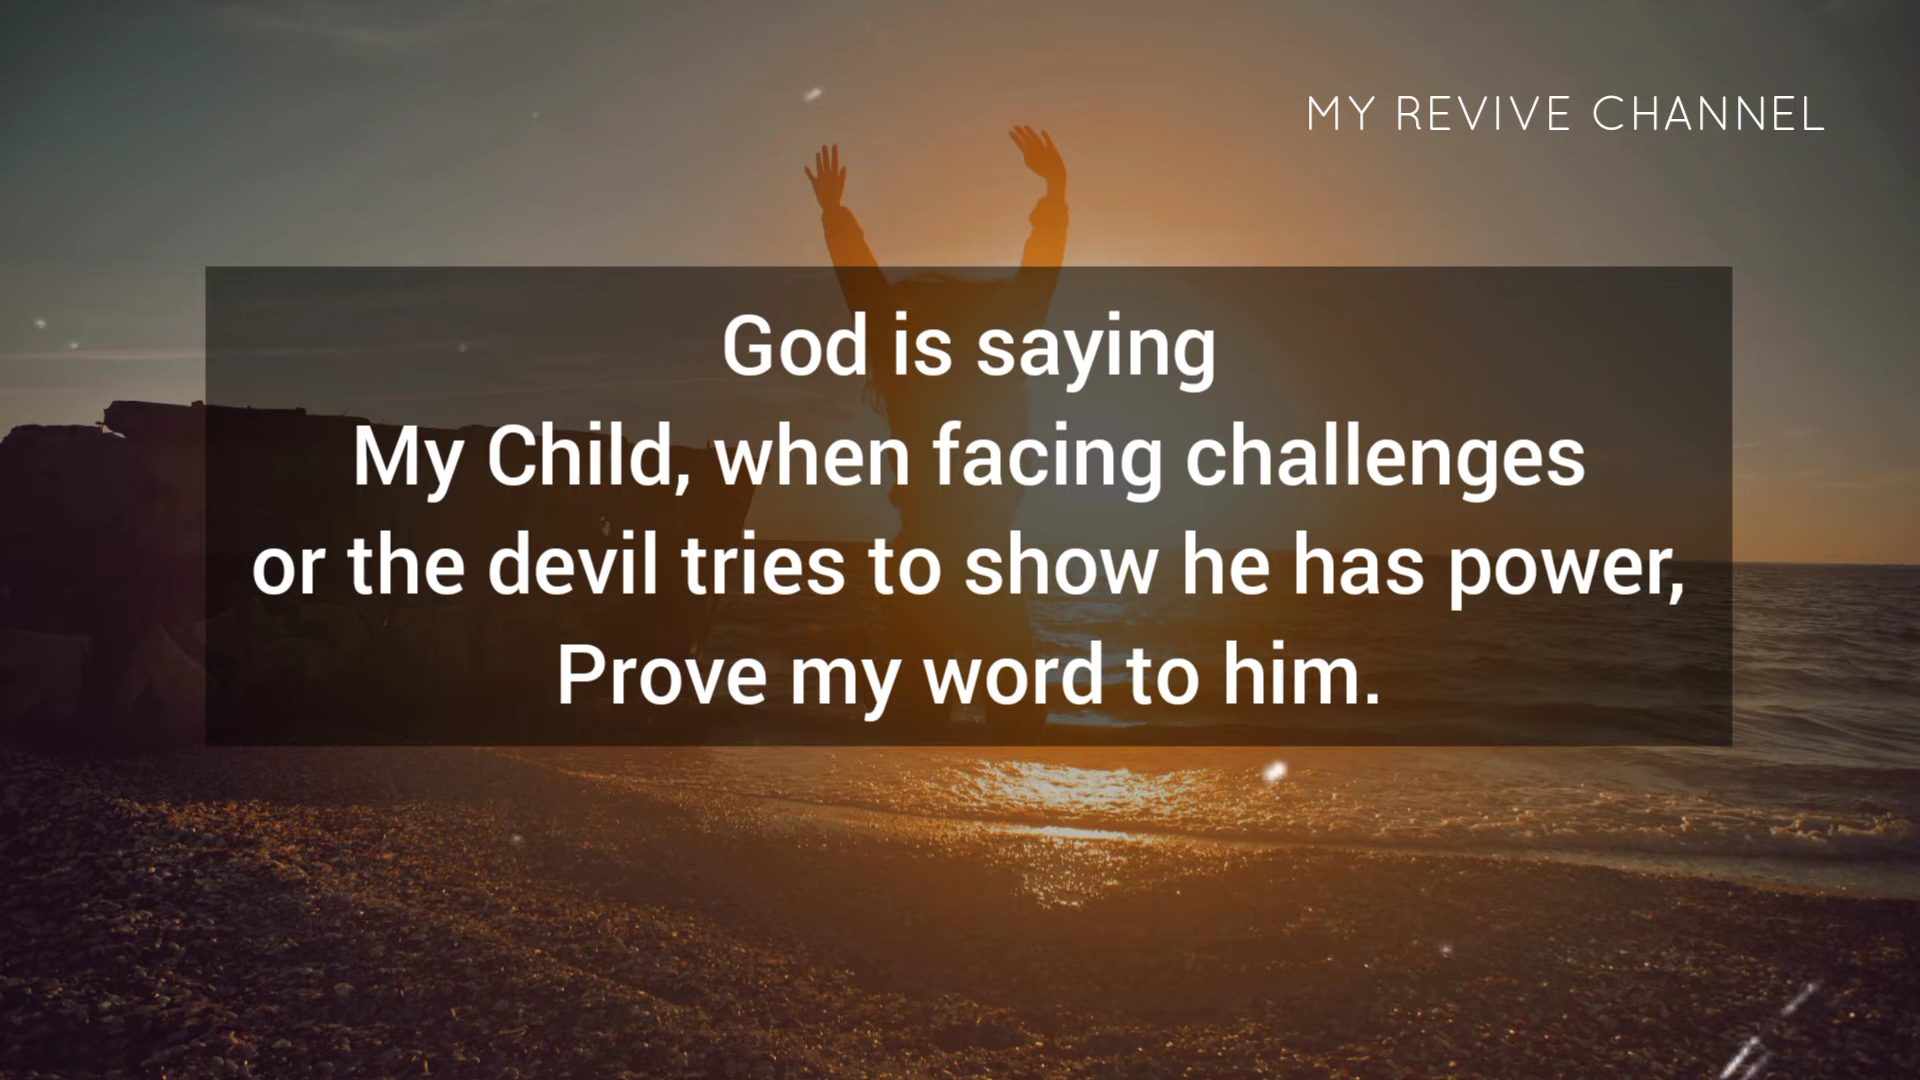 MY REVIVE CHANNEL
God is saying
My Child, when facing challenges
or the devil tries to show he has power,
Prove my word to him.